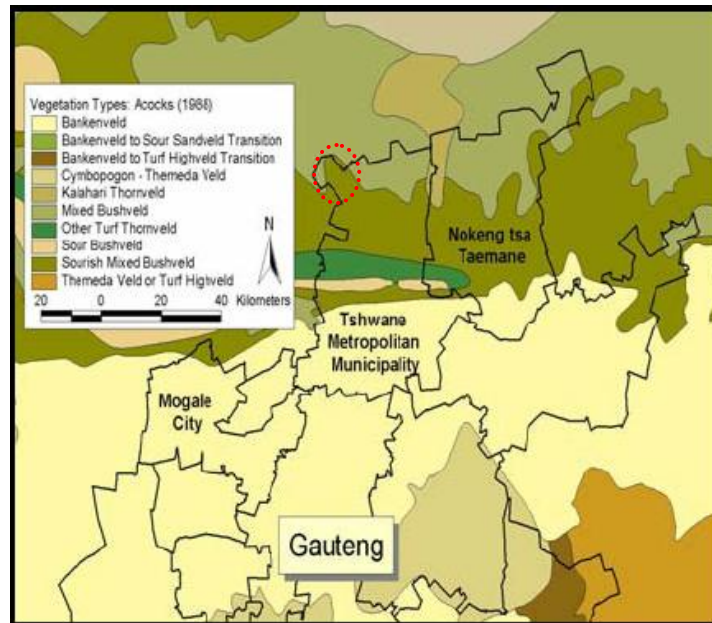 Vegetation Types: Acocks (1988)
Bankenveld
Bankenveld to Sour Sandveld Transition
Bankenveld to Turf Highveld Transition
Cymbopogon - Themeda Veld
Kalahari Thornveld
Mixed Bushveld
Other Turf Thornveld
Sour Bushveld
Sourish Mixed Bushveld
Themeda Veld or Turf Highveld
N
20 0 20 40
Kilometers
Nokeng tsa
Taemane
Tshwane
Metropolitan
Municipality
Mogale
City
Gauteng